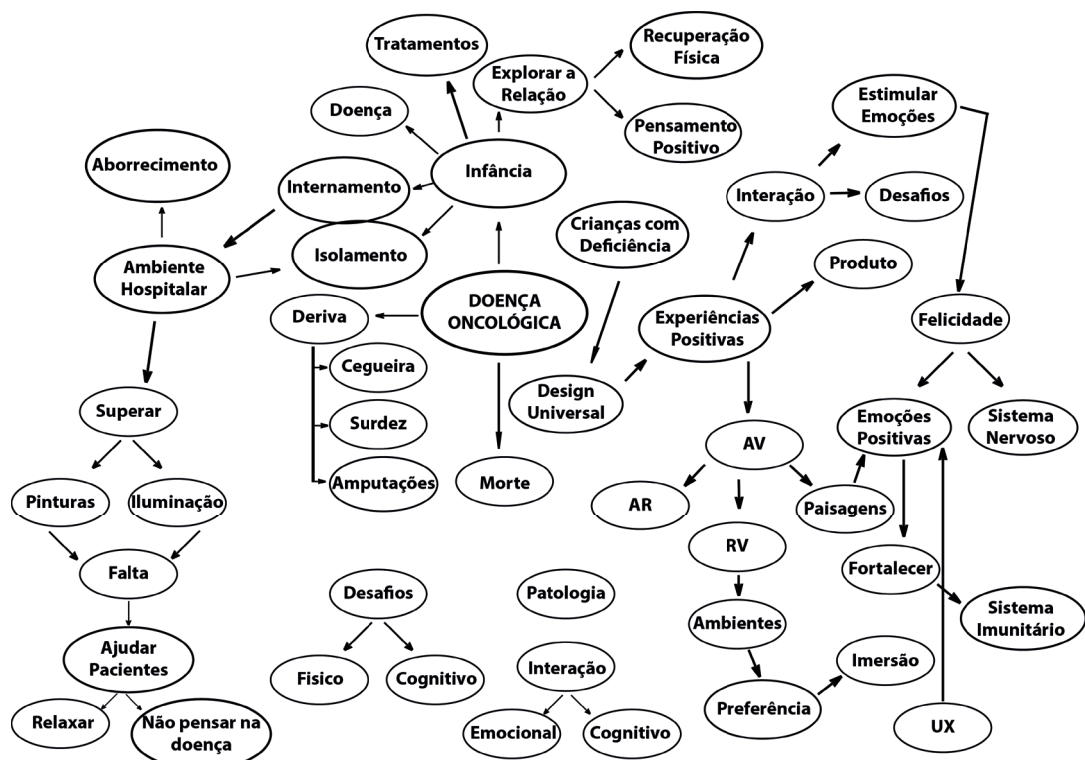 Tratamentos
Recuperação
Física
Explorar a
Relação
Estimular
Emoções
Doença
Pensamento
Positivo
Aborrecimento
Infância
Internamento
Interação
Desafios
Crianças com
Deficiência
Isolamento
Ambiente
Hospitalar
Produto
DOENÇA
ONCOLÓGICA
Deriva
Experiências
Positivas
Felicidade
Cegueira
Design
Universal
Superar
Surdez
Emoções
Positivas
Sistema
Nervoso
AV
Amputações
Morte
Pinturas
Iluminação
AR
Paisagens
RV
Falta
Fortalecer
Desafios
Patologia
Ambientes
Sistema
Imunitário
Ajudar
Pacientes
Interação
Imersão
Fisico
Cognitivo
Preferência
Relaxar
Não pensar na
doença
Emocional
Cognitivo
UX